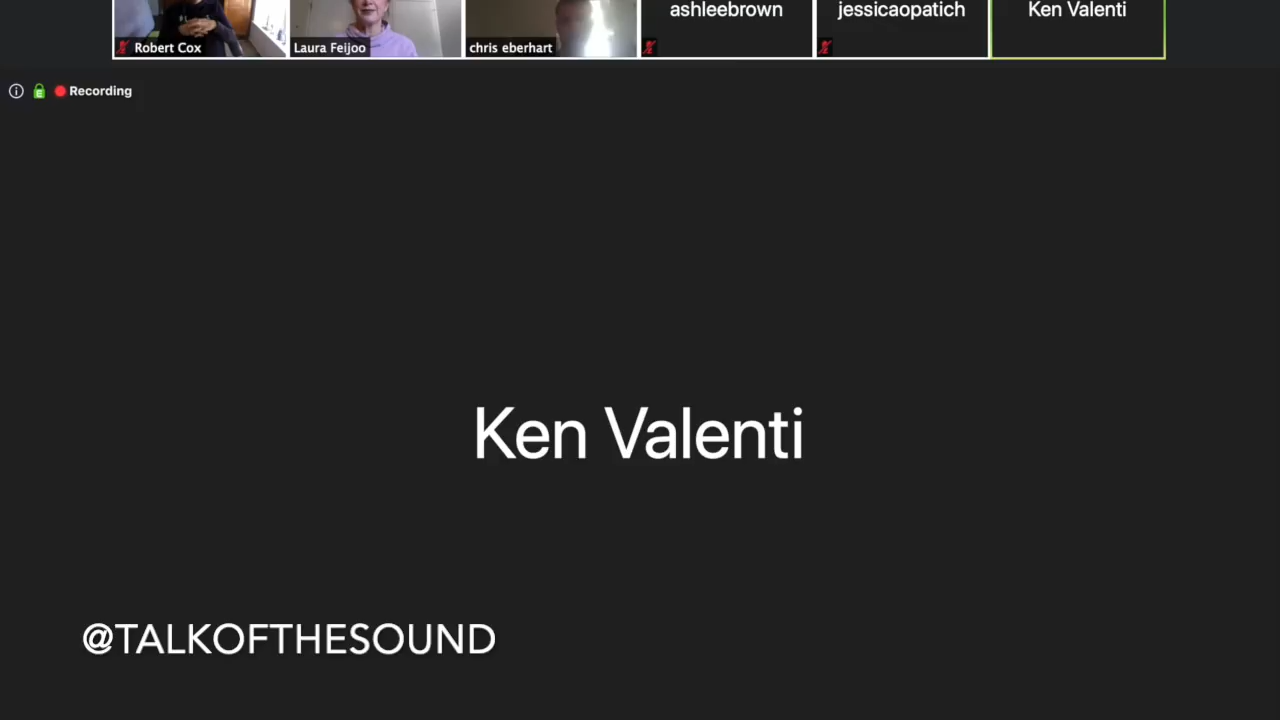 ashleebrown
jessicaopatich
Ken Valenti
Robert Cox
Laura Feijoo
chris eberhart
Recording
Ken Valenti
@TALKOFTHESOUND